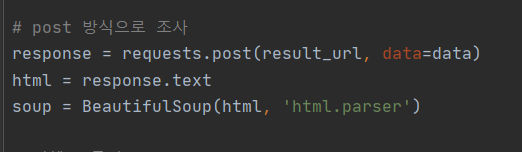 # post 방식으로 조사
response = requests.post(result_url, data=data)
html = response.text
soup = BeautifulSoup(html, 'html.parser')